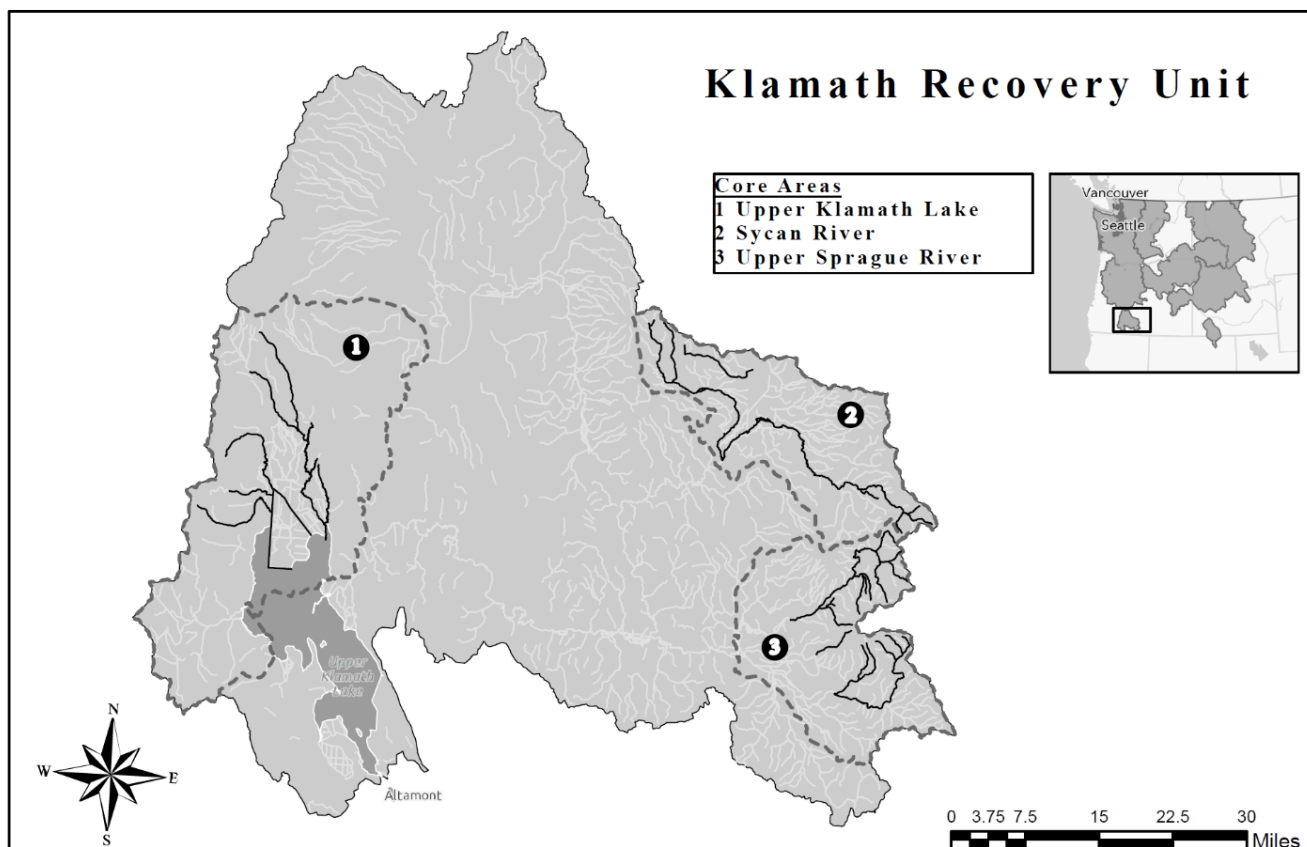 Klamath Recovery Unit
Core Areas
1 Upper Klamath Lake
2 Sycan River
3 Upper Sprague River
Vancouver
Seattle
1
2
3
Upper
Klamath
Lake
Altamont
N
W E
S
0 3.75 7.5 15 22.5 30
Miles